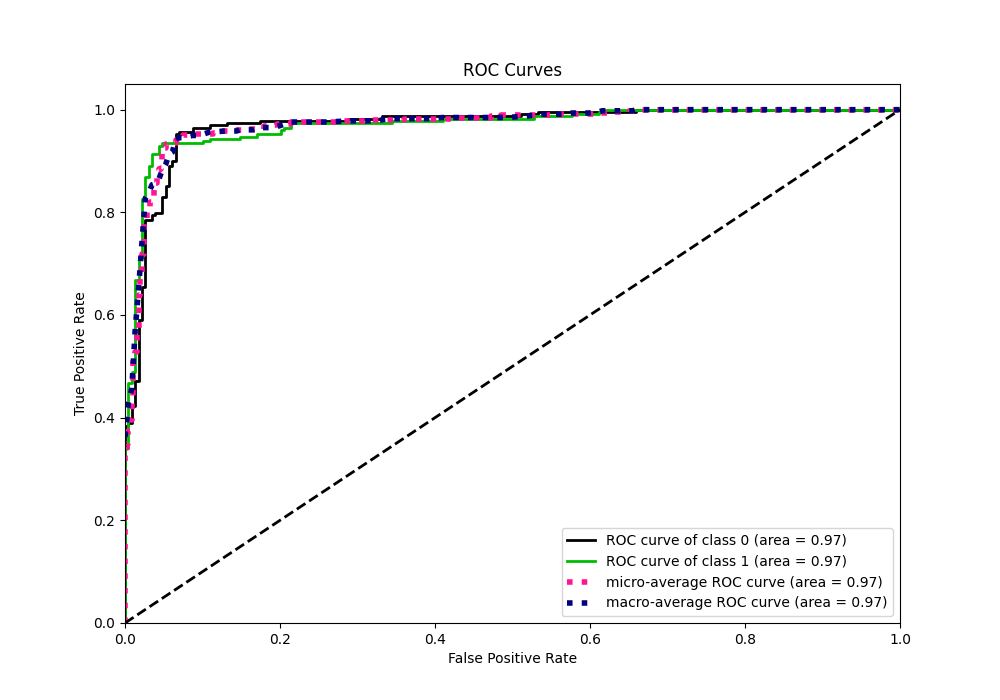 ROC Curves
True Positive Rate
1.0
0.8
0.6
0.4
0.2
0.0
0.0
0.2
0.4
0.6
0.8
1.0
False Positive Rate
ROC curve of class 0 (area = 0.97)
ROC curve of class 1 (area = 0.97)
micro-average ROC curve (area = 0.97)
macro-average ROC curve (area = 0.97)